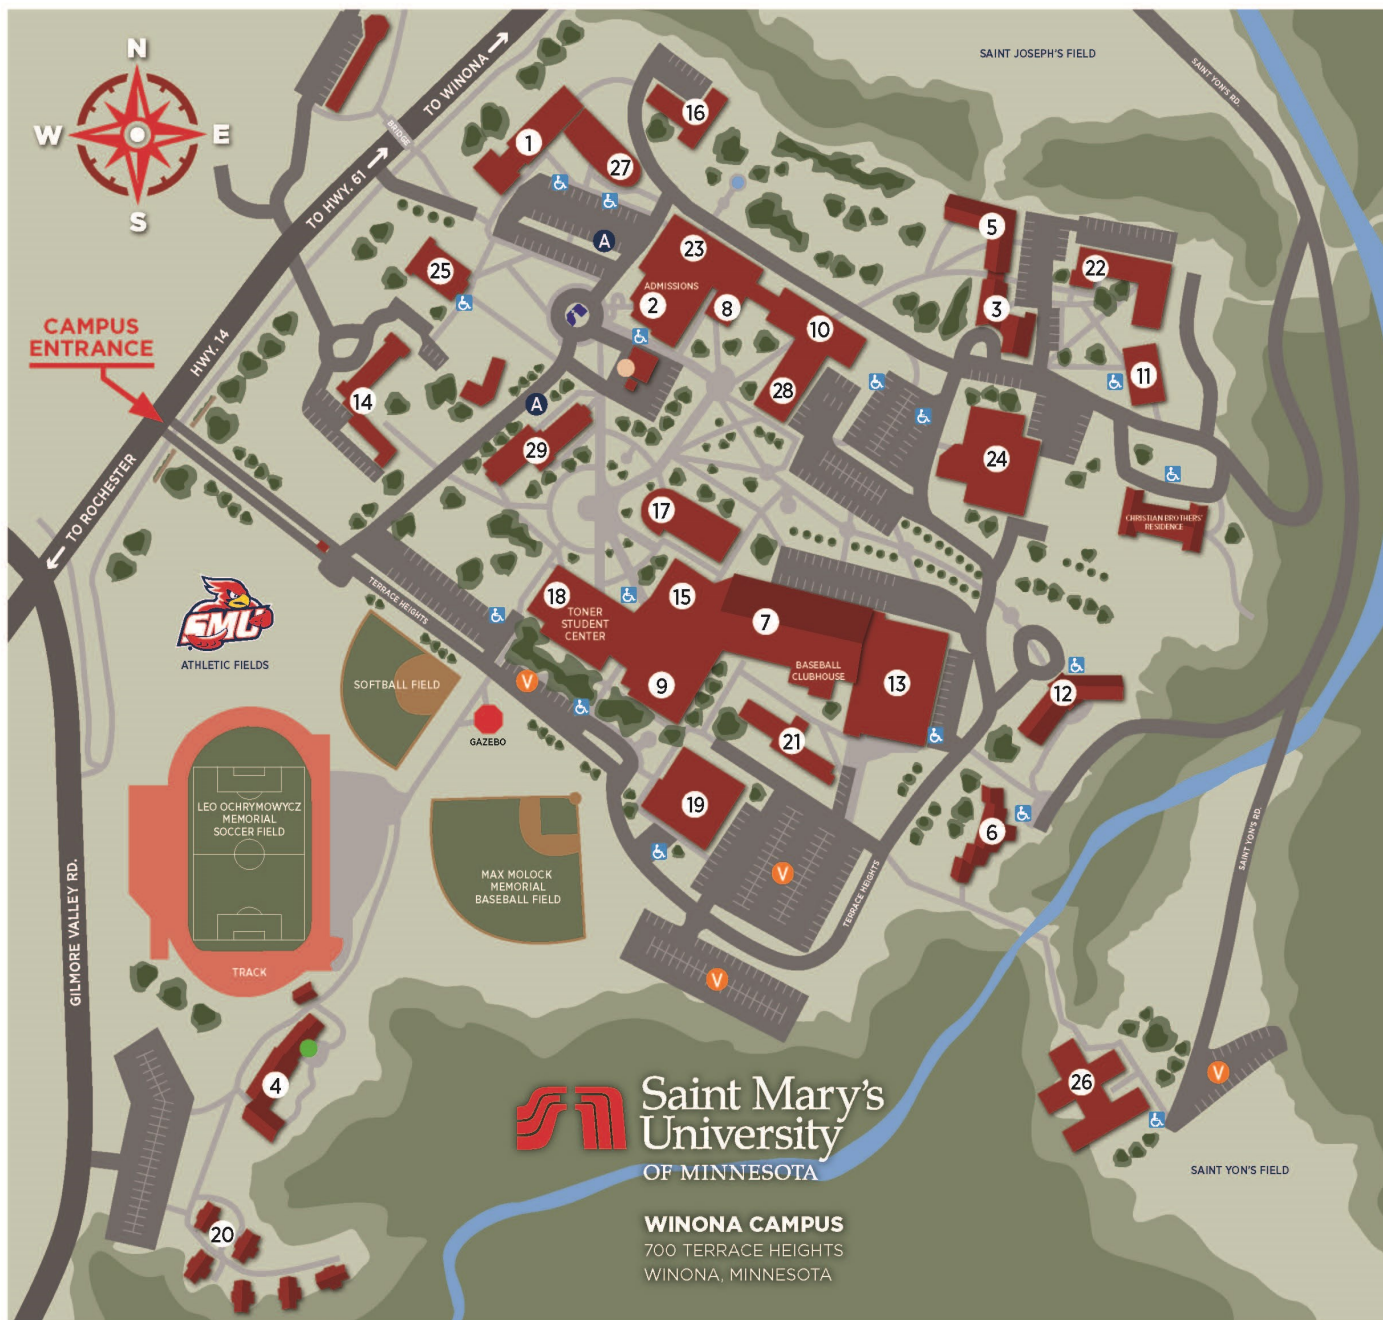 N
W
E
S
TO WINONA
BRIDGE
TO HWY. 61
HWY. 14
TO ROCHESTER
CAMPUS
ENTRANCE
SAINT JOSEPH'S FIELD
SAINT YON'S RD.
1
27
16
A
25
23
ADMISSIONS
2
8
10
28
5
3
22
11
14
A
29
24
CHRISTIAN BROTHERS'
RESIDENCE
17
TERRACE HEIGHTS
SMU
ATHLETIC FIELDS
18
TONER
STUDENT
CENTER
15
7
BASEBALL
CLUBHOUSE
13
9
12
SOFTBALL FIELD
V
GAZEBO
21
19
6
LEO OCHRYMOWYCZ
MEMORIAL
SOCCER FIELD
TRACK
MAX MOLOCK
MEMORIAL
BASEBALL FIELD
V
V
TERRACE HEIGHTS
SAINT YON'S RD.
GILMORE VALLEY RD.
4
20
26
V
SAINT YON'S FIELD
Saint Mary's
University
OF MINNESOTA
WINONA CAMPUS
700 TERRACE HEIGHTS
WINONA, MINNESOTA